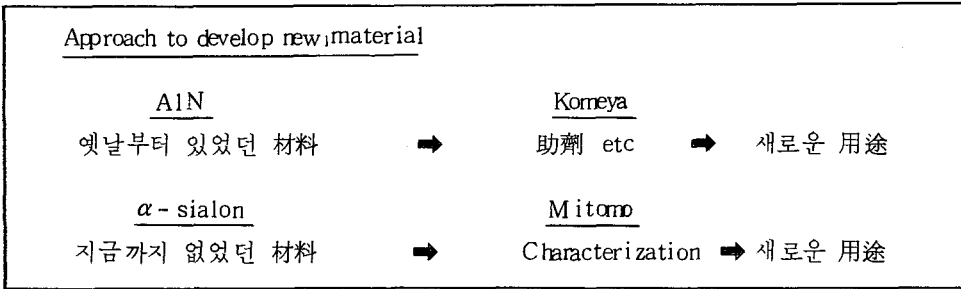 Approach to develop new material
AlN Komeya
옛날부터 있었던 材料 ➡ 助劑 etc ➡ 새로운 用途
α - sialon Mitomo
지금까지 없었던 材料 ➡ Characterization ➡ 새로운 用途